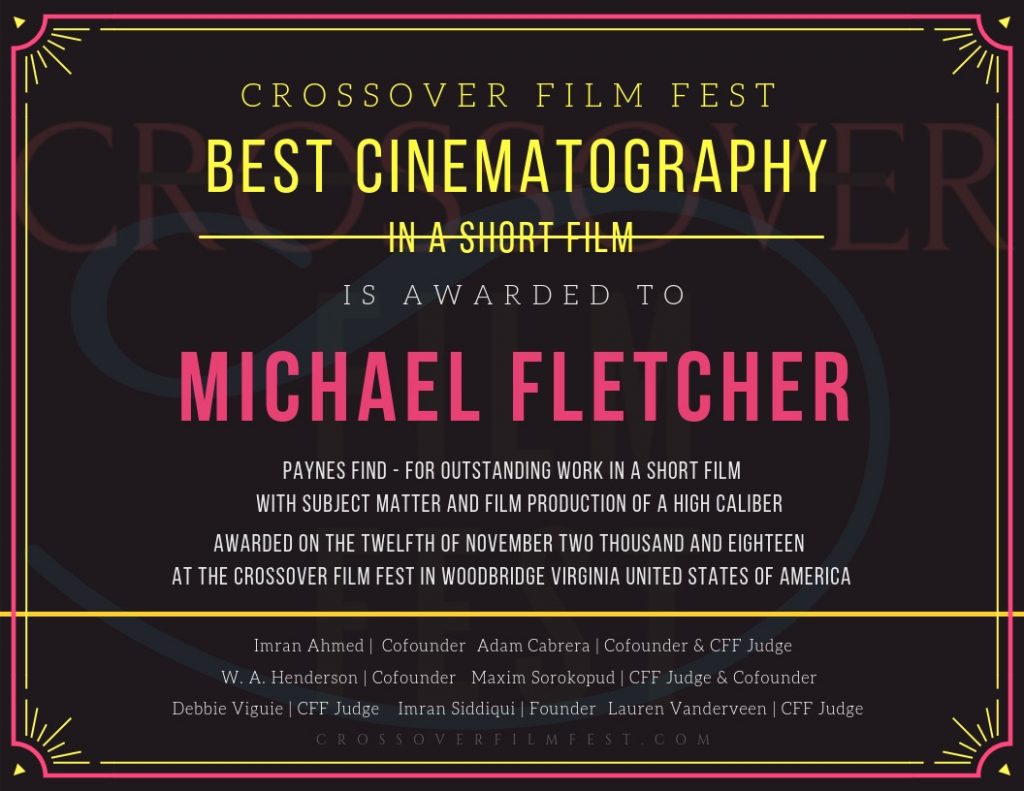 CROSSOVER FILM FEST
BEST CINEMATOGRAPHY
IN A SHORT FILM
IS AWARDED TO
MICHAEL FLETCHER
PAYNES FIND - FOR OUTSTANDING WORK IN A SHORT FILM
WITH SUBJECT MATTER AND FILM PRODUCTION OF A HIGH CALIBER
AWARDED ON THE TWELFTH OF NOVEMBER TWO THOUSAND AND EIGHTEEN
AT THE CROSSOVER FILM FEST IN WOODBRIDGE VIRGINIA UNITED STATES OF AMERICA
Imran Ahmed | Cofounder Adam Cabrera | Cofounder & CFF Judge
W. A. Henderson | Cofounder Maxim Sorokopud | CFF Judge & Cofounder
Debbie Viguie | CFF Judge Imran Siddiqui | Founder Lauren Vanderveen | CFF Judge
CROSSOVERFILMFEST.COM
CROSSOVER
FILM
FEST